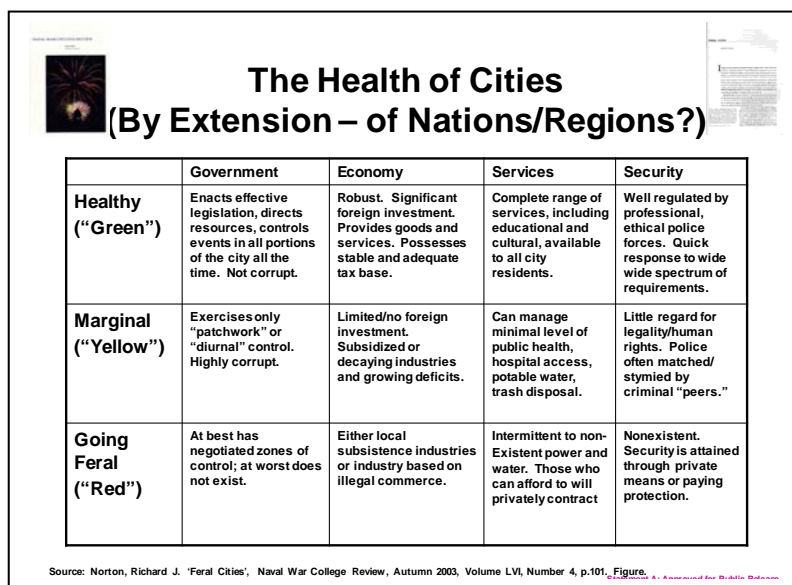 The Health of Cities
(By Extension – of Nations/Regions?)
Government
Economy
Services
Security
Healthy
(“Green”)
Enacts effective
legislation, directs
resources, controls
events in all portions
of the city all the
time. Not corrupt.
Robust. Significant
foreign investment.
Provides goods and
services. Possesses
stable and adequate
tax base.
Complete range of
services, including
educational and
cultural, available
to all city
residents.
Well regulated by
professional,
ethical police
forces. Quick
response to wide
wide spectrum of
requirements.
Marginal
(“Yellow”)
Exercises only
“patchwork” or
“diurnal” control.
Highly corrupt.
Limited/no foreign
investment.
Subsidized or
decaying industries
and growing deficits.
Can manage
minimal level of
public health,
hospital access,
potable water,
trash disposal.
Little regard for
legality/human
rights. Police
often matched/
stymied by
criminal “peers.”
Going
Feral
(“Red”)
At best has
negotiated zones of
control; at worst does
not exist.
Either local
subsistence industries
or industry based on
illegal commerce.
Intermittent to non-
Existent power and
water. Those who
can afford to will
privately contract
Nonexistent.
Security is attained
through private
means or paying
protection.
Source: Norton, Richard J. ‘Feral Cities’, Naval War College Review, Autumn 2003, Volume LVI, Number 4, p.101. Figure.
Statement A: Approved for Public Release